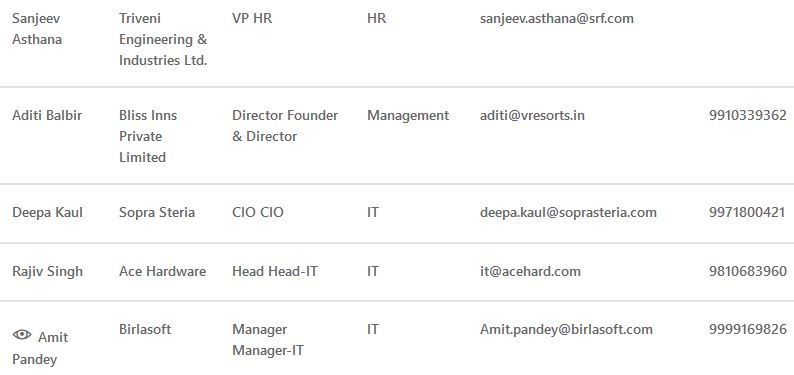 Sanjeev Asthana Triveni Engineering & Industries Ltd. VP HR HR sanjeev.asthana@srf.com
Aditi Balbir Bliss Inns Private Limited Director Founder & Director Management aditi@vresorts.in 9910339362
Deepa Kaul Sopra Steria CIO CIO IT deepa.kaul@soprasteria.com 9971800421
Rajiv Singh Ace Hardware Head Head-IT IT it@acehard.com 9810683960
Amit Pandey Birlasoft Manager Manager-IT IT Amit.pandey@birlasoft.com 9999169826